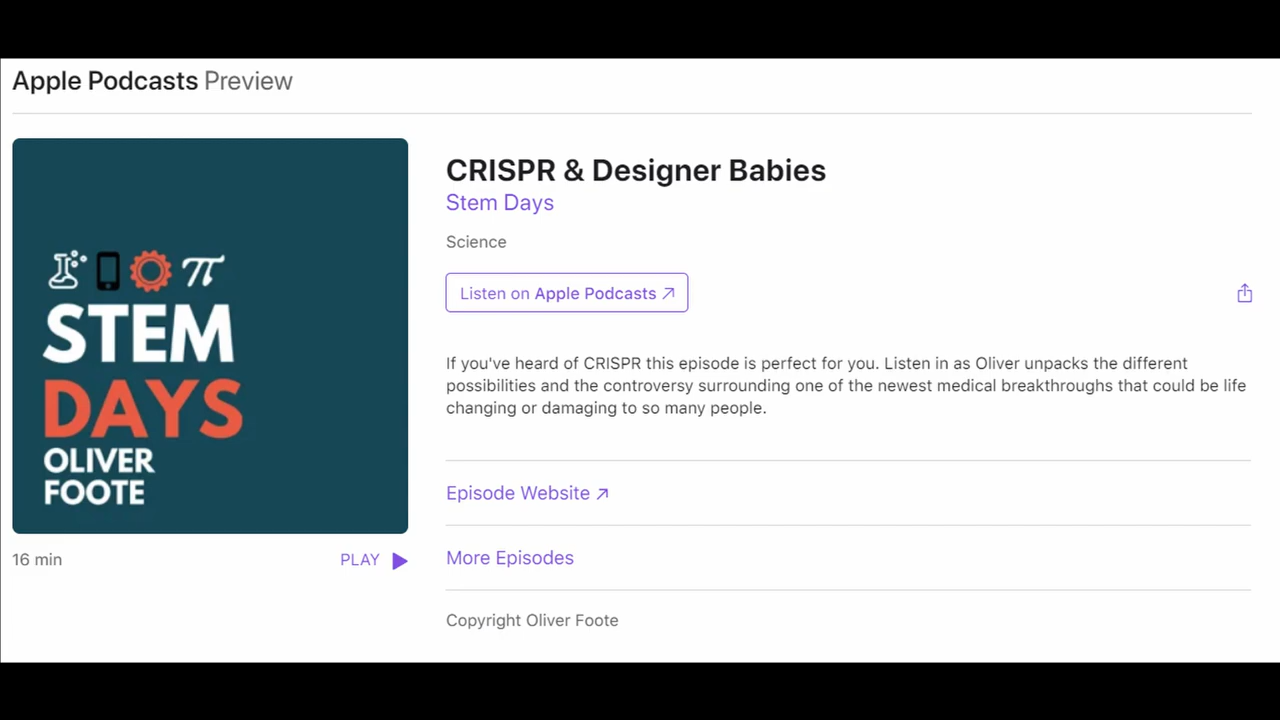 Apple Podcasts Preview
STEM
DAYS
OLIVER
FOOTE
16 min
PLAY
CRISPR & Designer Babies
Stem Days
Science
Listen on Apple Podcasts
If you've heard of CRISPR this episode is perfect for you. Listen in as Oliver unpacks the different
possibilities and the controversy surrounding one of the newest medical breakthroughs that could be life
changing or damaging to so many people.
Episode Website
More Episodes
Copyright Oliver Foote